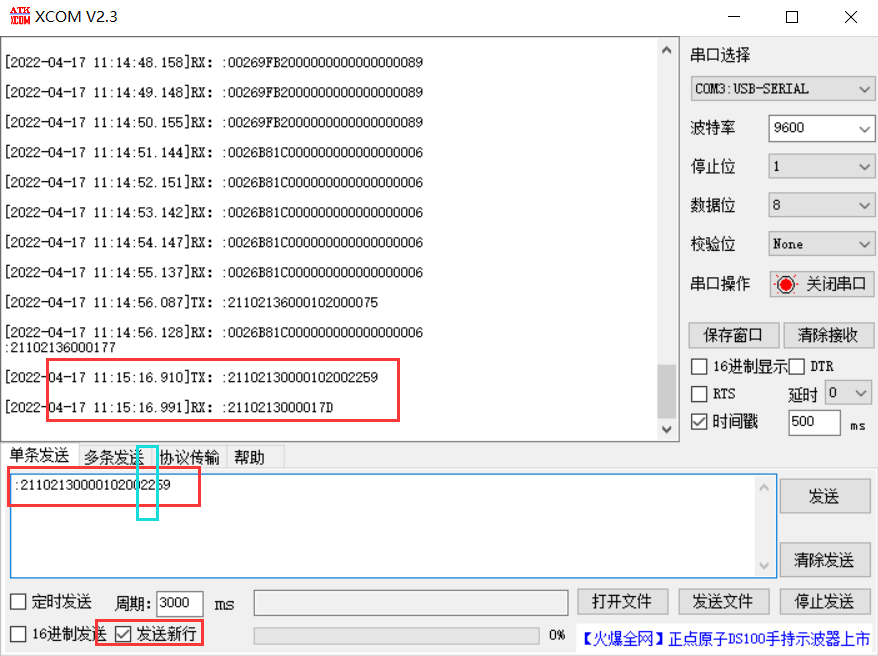 ATK XCOM XCOM V2.3
[2022-04-17 11:14:48.158]RX: :00269FB2000000000000000089
[2022-04-17 11:14:49.148]RX: :00269FB2000000000000000089
[2022-04-17 11:14:50.155]RX: :00269FB2000000000000000089
[2022-04-17 11:14:51.144]RX: :0026B81C000000000000000006
[2022-04-17 11:14:52.151]RX: :0026B81C000000000000000006
[2022-04-17 11:14:53.142]RX: :0026B81C000000000000000006
[2022-04-17 11:14:54.147]RX: :0026B81C000000000000000006
[2022-04-17 11:14:55.137]RX: :0026B81C000000000000000006
[2022-04-17 11:14:56.087]TX: :21102136000102000075
[2022-04-17 11:14:56.128]RX: :0026B81C000000000000000006
:21102136000177
[2022-04-17 11:15:16.910]TX: :21102130000102002259
[2022-04-17 11:15:16.991]RX: :2110213000017D
串口选择
COM3:USB-SERIAL
波特率 9600
停止位 1
数据位 8
校验位 None
串口操作 关闭串口
保存窗口 清除接收
16进制显示 DTR
RTS 延时 0
时间戳 500 ms
单条发送 多条发送 协议传输 帮助
:21102130000102002259
发送
清除发送
定时发送 周期: 3000 ms 打开文件 发送文件 停止发送
16进制发送 发送新行 0% 【火爆全网】正点原子DS100手持示波器上市